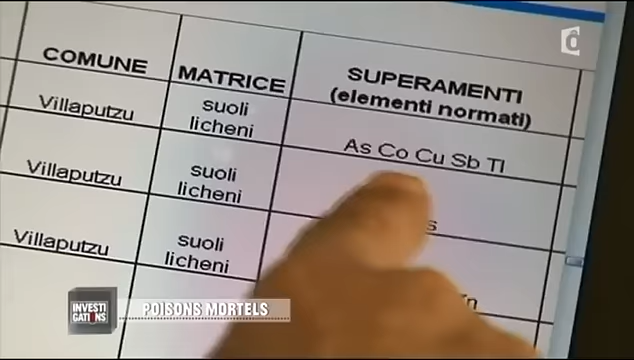 COMUNE MATRICE SUPERAMENTI
(elementi normati)
Villaputzu suoli
licheni As Co Cu Sb Tl
Villaputzu suoli
licheni
Villaputzu suoli
licheni
INVESTI
GATIONS
POISONS MORTELS